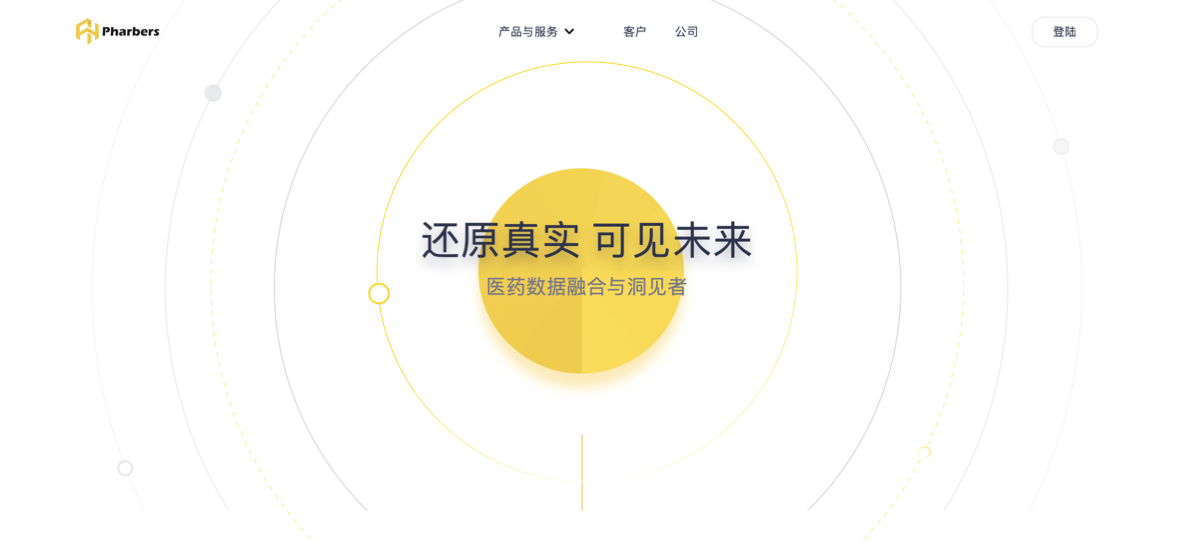 Pharbers
产品与服务
客户
公司
登陆
还原真实 可见未来
医药数据融合与洞见者